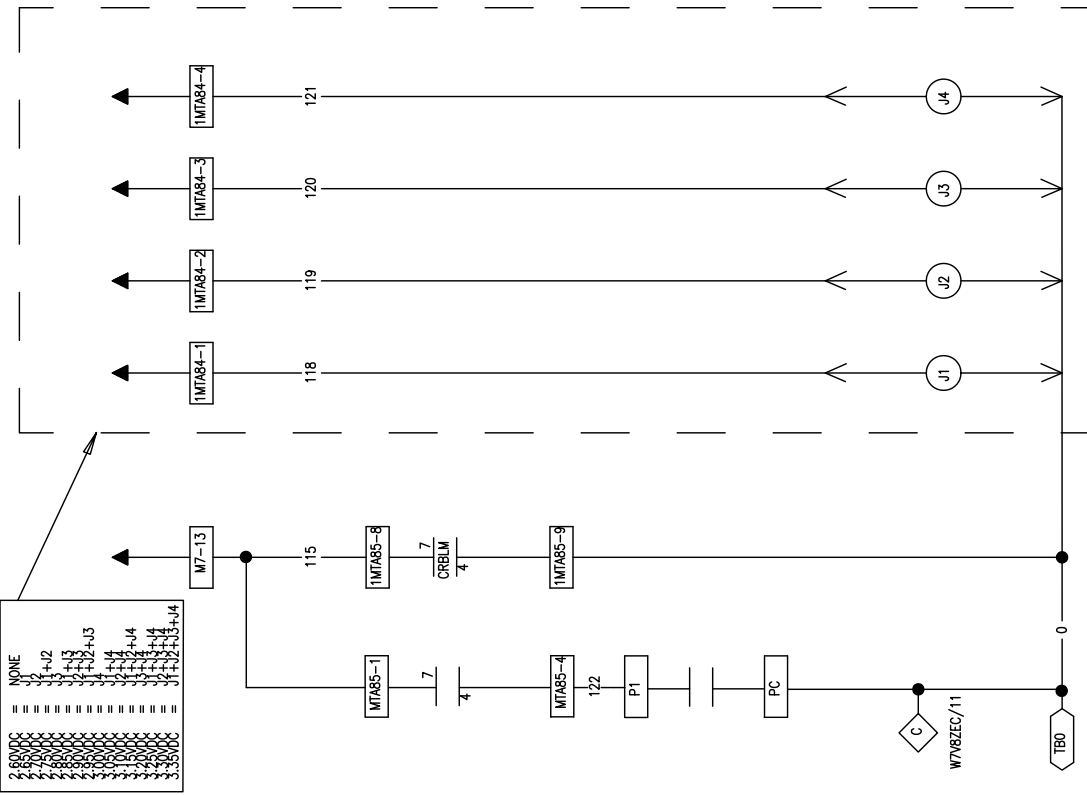 1MTA84-4
121
J4
1MTA84-3
120
J3
1MTA84-2
119
J2
1MTA84-1
118
J1
M7-13
115
1MTA85-8
7
CRBLM
4
1MTA85-9
2.60VDC = NONE
2.65VDC = J1
2.70VDC = J2
2.75VDC = J1+J2
2.80VDC = J3
2.85VDC = J1+J3
2.90VDC = J2+J3
2.95VDC = J1+J2+J3
3.00VDC = J4
3.05VDC = J1+J4
3.10VDC = J2+J4
3.15VDC = J1+J2+J4
3.20VDC = J3+J4
3.25VDC = J1+J3+J4
3.30VDC = J2+J3+J4
3.35VDC = J1+J2+J3+J4
MTA85-1
7
4
MTA85-4
122
P1
PC
C
W7V8ZEC/11
0
TB0